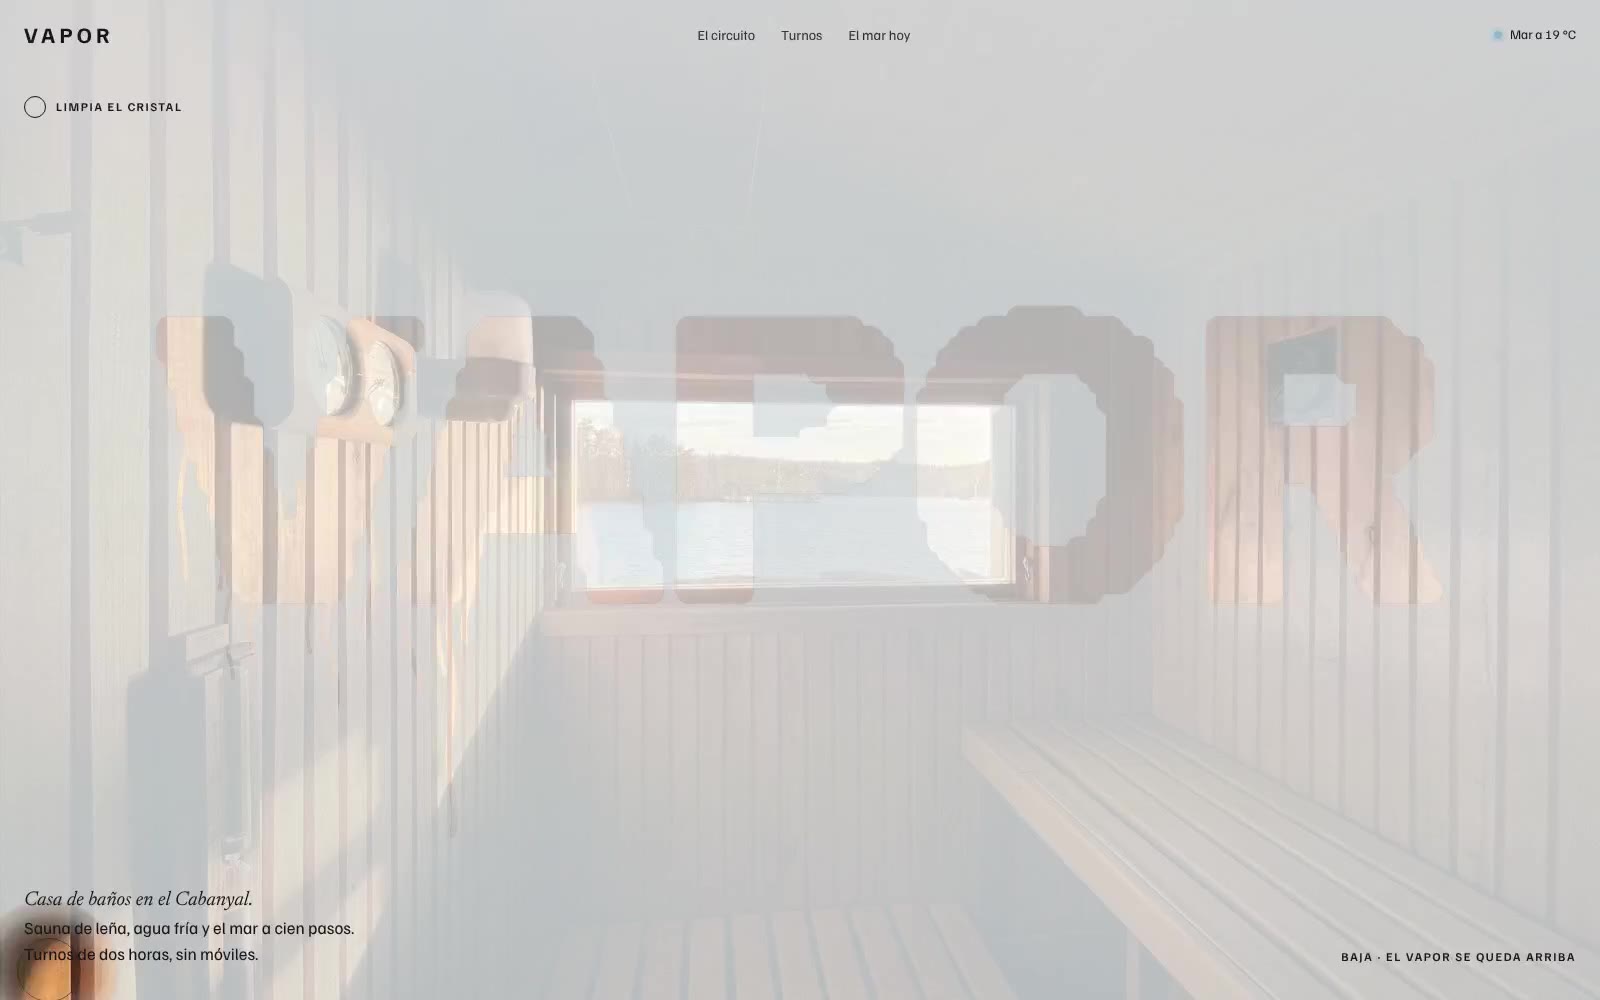 VAPOR
El circuito
Turnos
El mar hoy
Mar a 19 °C
LIMPIA EL CRISTAL
VAPOR
Casa de baños en el Cabanyal.
Sauna de leña, agua fría y el mar a cien pasos.
Turnos de dos horas, sin móviles.
BAJA · EL VAPOR SE QUEDA ARRIBA